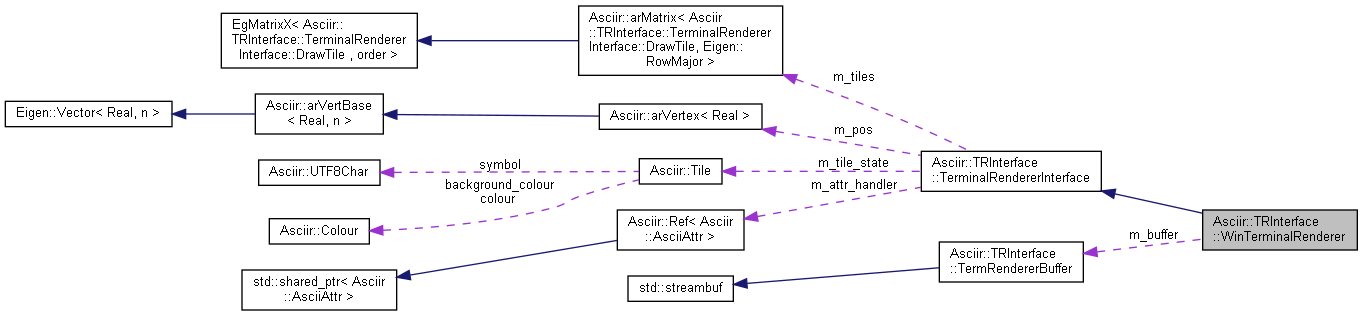 EgMatrixX< Asciir::
TRInterface::TerminalRenderer
Interface::DrawTile , order >
Asciir::arMatrix< Asciir
::TRInterface::TerminalRenderer
Interface::DrawTile, Eigen::
RowMajor >
m_tiles
Eigen::Vector< Real, n >
Asciir::arVertBase
< Real, n >
Asciir::arVertex< Real >
m_pos
Asciir::UTF8Char
symbol
Asciir::Tile
m_tile_state
Asciir::TRInterface
::TerminalRendererInterface
background_colour
colour
m_attr_handler
Asciir::Colour
Asciir::Ref< Asciir
::AsciiAttr >
m_buffer
Asciir::TRInterface
::WinTerminalRenderer
std::shared_ptr< Asciir
::AsciiAttr >
std::streambuf
Asciir::TRInterface
::TermRendererBuffer